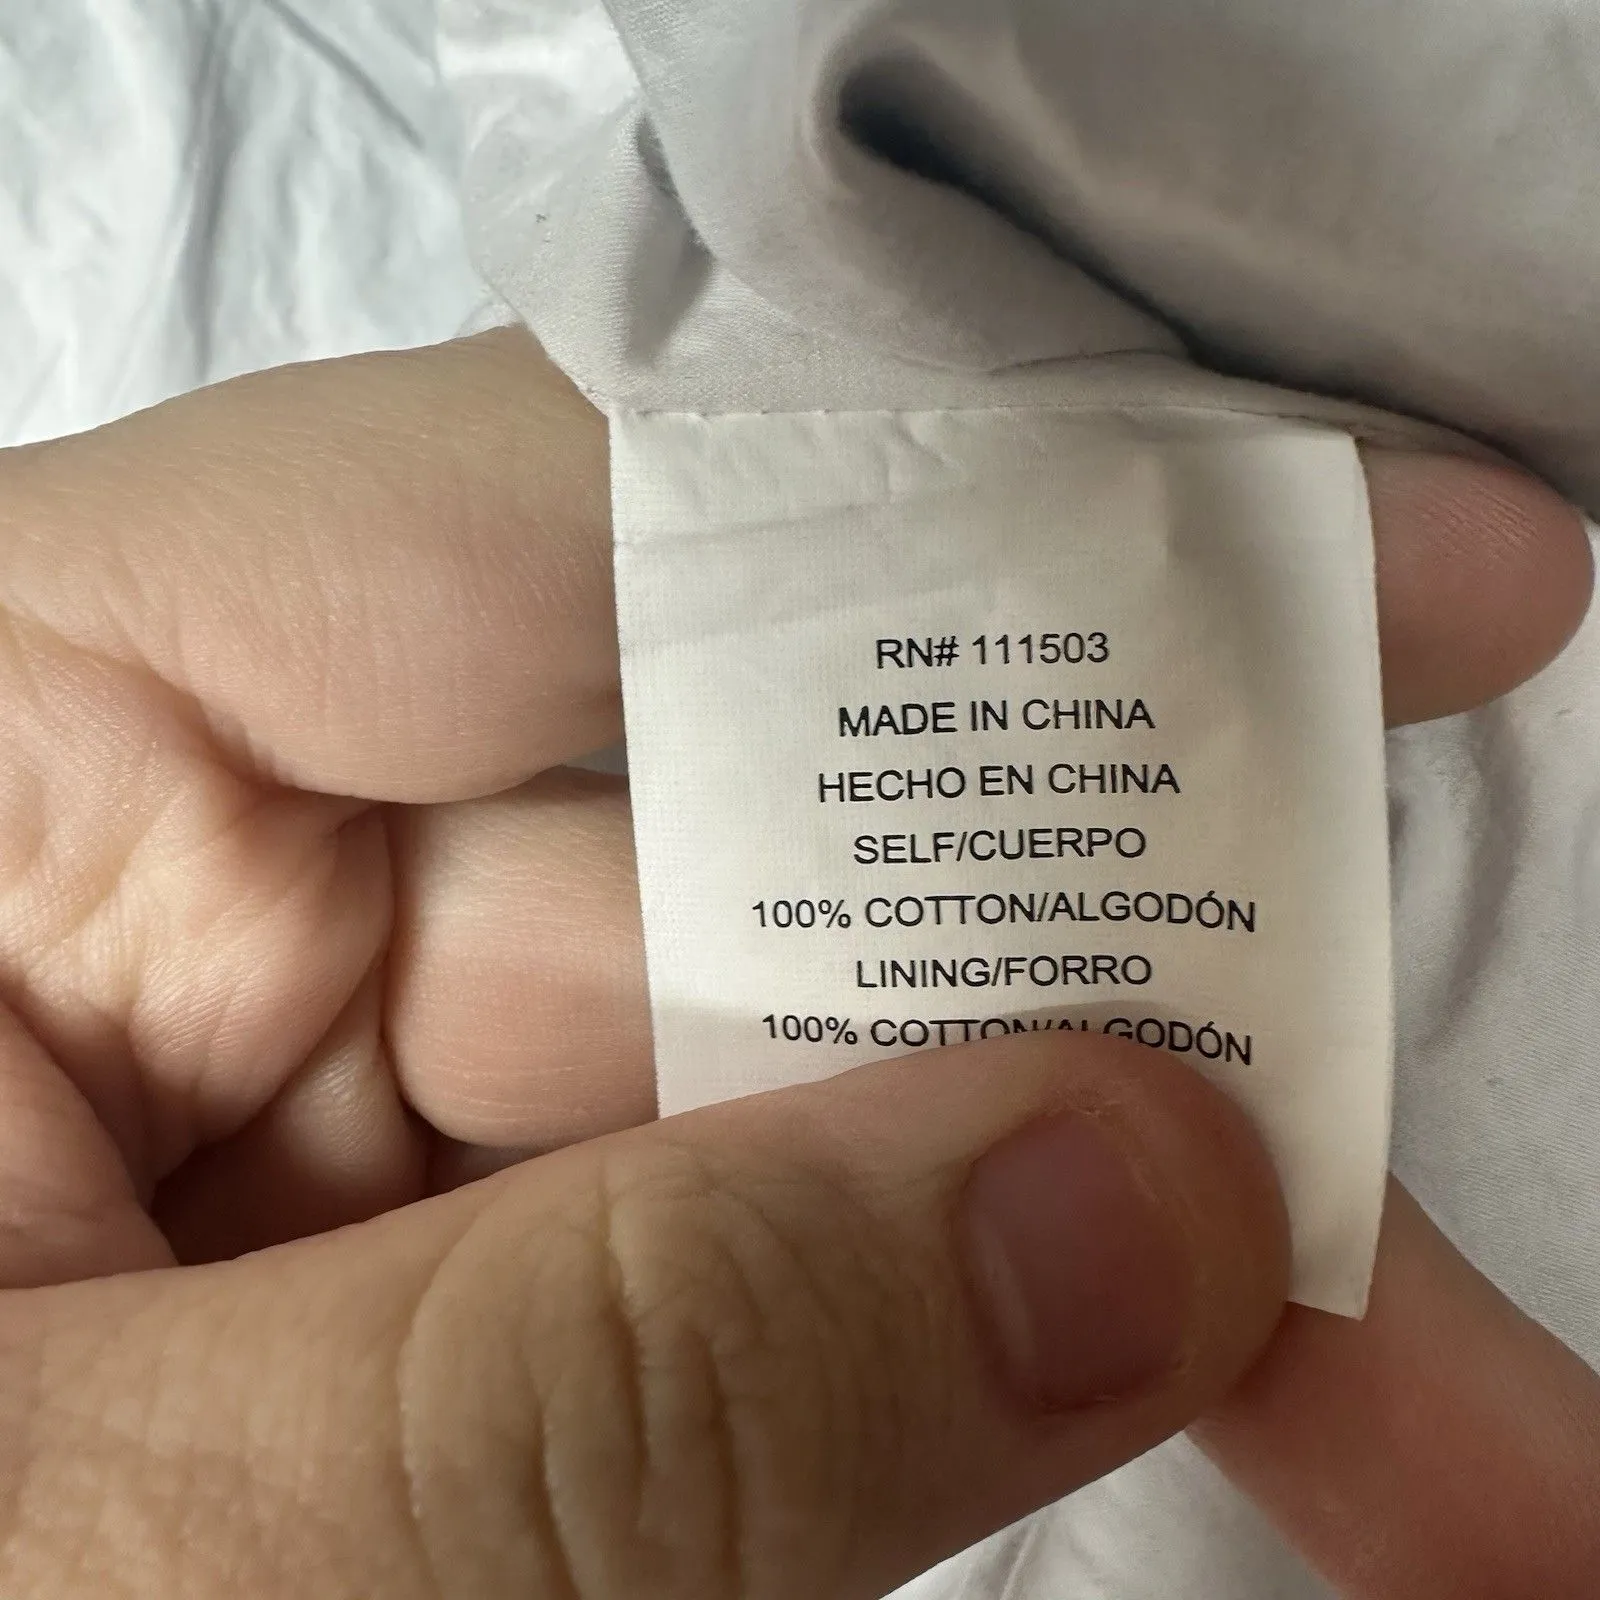 RN# 111503
MADE IN CHINA
HECHO EN CHINA
SELF/CUERPO
100% COTTON/ALGODÓN
LINING/FORRO
100% COTTON/ALGODÓN